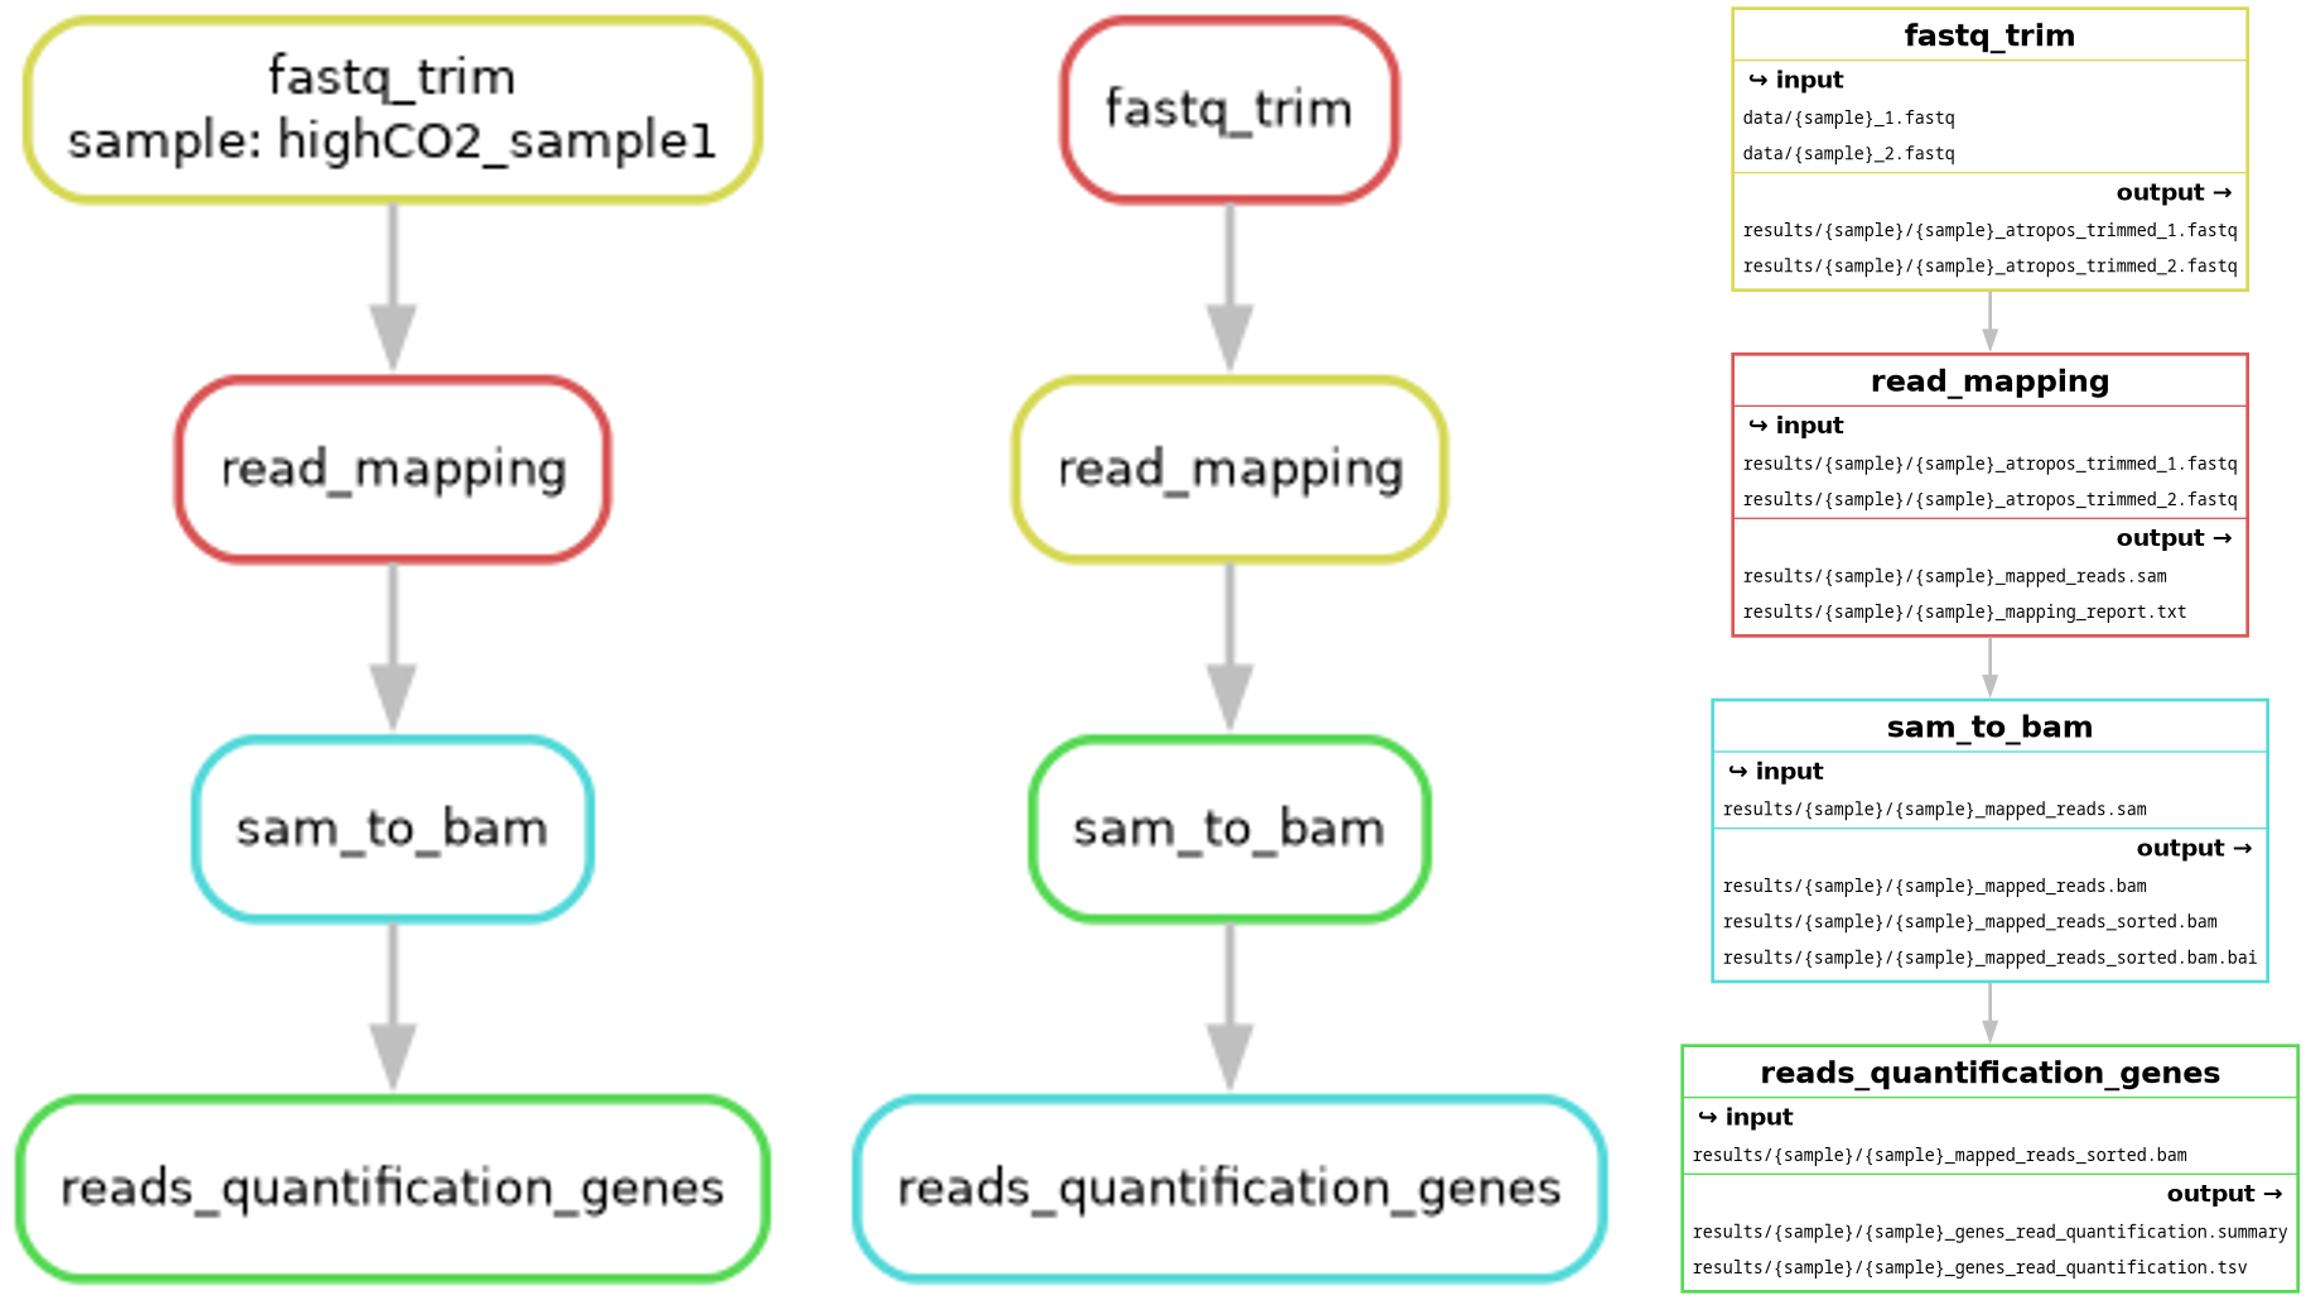 fastq_trim
sample: highCO2_sample1
read_mapping
sam_to_bam
reads_quantification_genes
fastq_trim
read_mapping
sam_to_bam
reads_quantification_genes
fastq_trim
↪ input
data/{sample}_1.fastq
data/{sample}_2.fastq
output →
results/{sample}/{sample}_atropos_trimmed_1.fastq
results/{sample}/{sample}_atropos_trimmed_2.fastq
read_mapping
↪ input
results/{sample}/{sample}_atropos_trimmed_1.fastq
results/{sample}/{sample}_atropos_trimmed_2.fastq
output →
results/{sample}/{sample}_mapped_reads.sam
results/{sample}/{sample}_mapping_report.txt
sam_to_bam
↪ input
results/{sample}/{sample}_mapped_reads.sam
output →
results/{sample}/{sample}_mapped_reads.bam
results/{sample}/{sample}_mapped_reads_sorted.bam
results/{sample}/{sample}_mapped_reads_sorted.bam.bai
reads_quantification_genes
↪ input
results/{sample}/{sample}_mapped_reads_sorted.bam
output →
results/{sample}/{sample}_genes_read_quantification.summary
results/{sample}/{sample}_genes_read_quantification.tsv